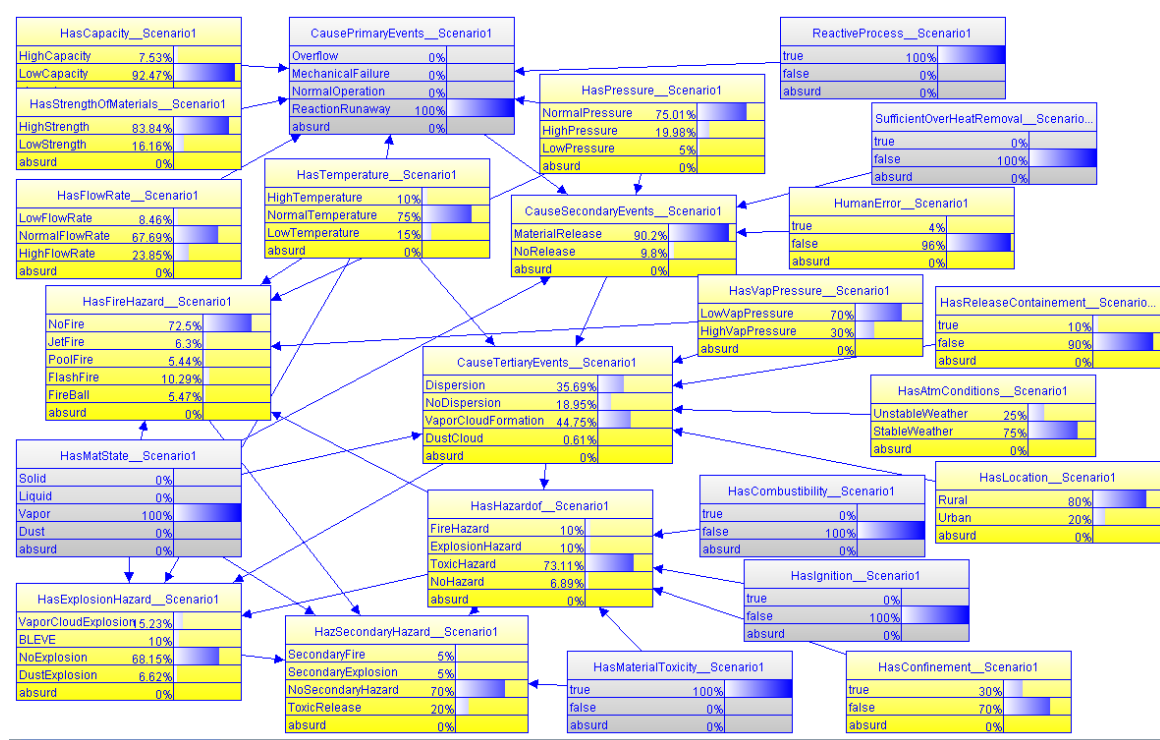 HasCapacity__Scenario1
HighCapacity 7.53%
LowCapacity 92.47%
CausePrimaryEvents__Scenario1
Overflow 0%
MechanicalFailure 0%
NormalOperation 0%
ReactionRunaway 100%
absurd 0%
ReactiveProcess__Scenario1
true 100%
false 0%
absurd 0%
HasStrengthOfMaterials__Scenario1
HighStrength 83.84%
LowStrength 16.16%
absurd 0%
HasPressure__Scenario1
NormalPressure 75.01%
HighPressure 19.98%
LowPressure 5%
absurd 0%
SufficientOverHeatRemoval__Scenario...
true 0%
false 100%
absurd 0%
HasFlowRate__Scenario1
LowFlowRate 8.46%
NormalFlowRate 67.69%
HighFlowRate 23.85%
absurd 0%
HasTemperature__Scenario1
HighTemperature 10%
NormalTemperature 75%
LowTemperature 15%
absurd 0%
CauseSecondaryEvents__Scenario1
MaterialRelease 90.2%
NoRelease 9.8%
absurd 0%
HumanError__Scenario1
true 4%
false 96%
absurd 0%
HasFireHazard__Scenario1
NoFire 72.5%
JetFire 6.3%
PoolFire 5.44%
FlashFire 10.29%
FireBall 5.47%
absurd 0%
HasVapPressure__Scenario1
LowVapPressure 70%
HighVapPressure 30%
absurd 0%
HasReleaseContainement__Scenario...
true 10%
false 90%
absurd 0%
CauseTertiaryEvents__Scenario1
Dispersion 35.69%
NoDispersion 18.95%
VaporCloudFormation 44.75%
DustCloud 0.61%
absurd 0%
HasAtmConditions__Scenario1
UnstableWeather 25%
StableWeather 75%
absurd 0%
HasMatState__Scenario1
Solid 0%
Liquid 0%
Vapor 100%
Dust 0%
absurd 0%
HasHazardof__Scenario1
FireHazard 10%
ExplosionHazard 10%
ToxicHazard 73.11%
NoHazard 6.89%
absurd 0%
HasCombustibility__Scenario1
true 0%
false 100%
absurd 0%
HasLocation__Scenario1
Rural 80%
Urban 20%
absurd 0%
HasExplosionHazard__Scenario1
VaporCloudExplosion 15.23%
BLEVE 10%
NoExplosion 68.15%
DustExplosion 6.62%
absurd 0%
HasIgnition__Scenario1
true 0%
false 100%
absurd 0%
HazSecondaryHazard__Scenario1
SecondaryFire 5%
SecondaryExplosion 5%
NoSecondaryHazard 70%
ToxicRelease 20%
absurd 0%
HasMaterialToxicity__Scenario1
true 100%
false 0%
absurd 0%
HasConfinement__Scenario1
true 30%
false 70%
absurd 0%